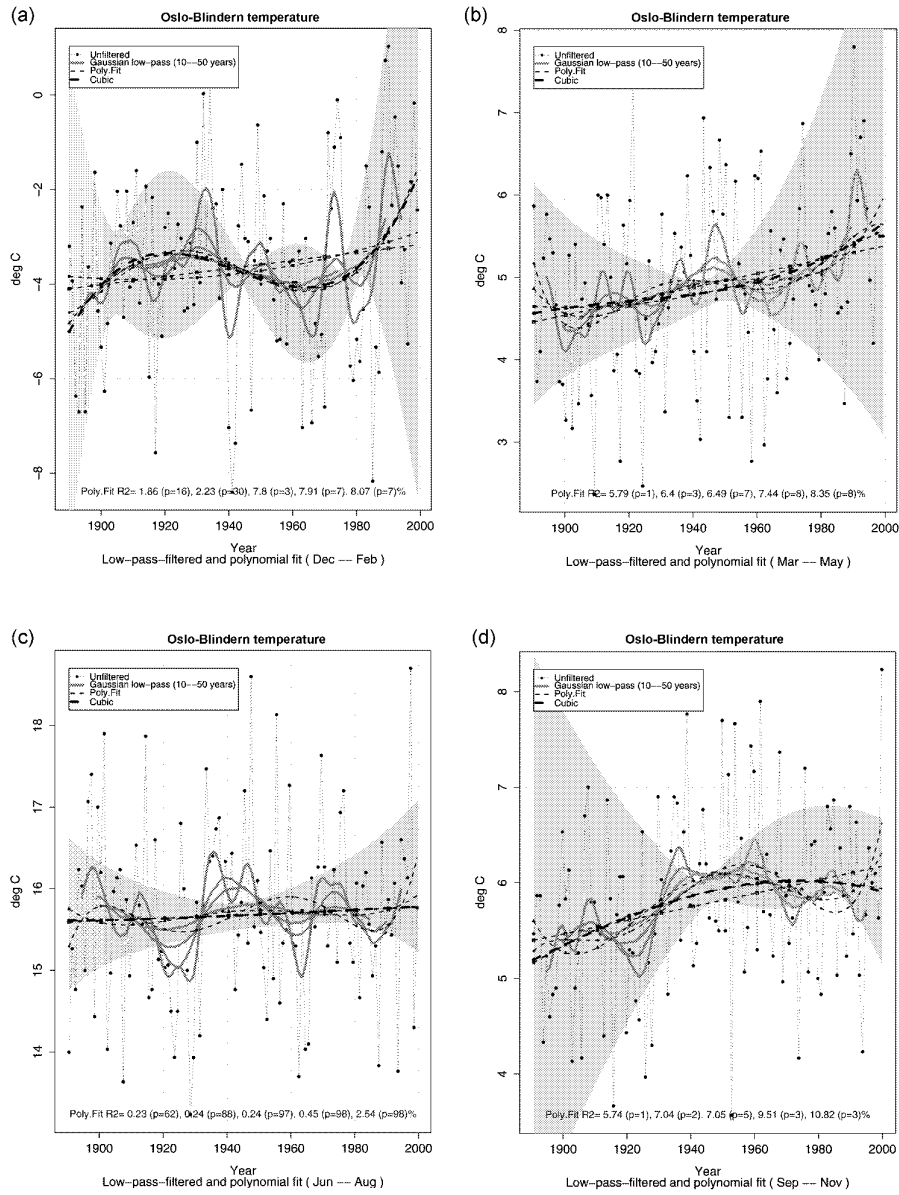 (a)
Oslo-Blindern temperature
Unfiltered
Gaussian low-pass (10--50 years)
Poly.Fit
Cubic
deg C
0
-2
-4
-6
-8
Poly.Fit R2= 1.86 (p=16), 2.23 (p=30), 7.8 (p=3), 7.91 (p=7). 8.07 (p=7)%
1900 1920 1940 1960 1980 2000
Year
Low-pass-filtered and polynomial fit ( Dec -- Feb )
(b)
Oslo-Blindern temperature
Unfiltered
Gaussian low-pass (10--50 years)
Poly.Fit
Cubic
deg C
8
7
6
5
4
3
Poly.Fit R2= 5.79 (p=1), 6.4 (p=3), 6.49 (p=7), 7.44 (p=8), 8.35 (p=8)%
1900 1920 1940 1960 1980 2000
Year
Low-pass-filtered and polynomial fit ( Mar -- May )
(c)
Oslo-Blindern temperature
Unfiltered
Gaussian low-pass (10--50 years)
Poly.Fit
Cubic
deg C
18
17
16
15
14
Poly.Fit R2= 0.23 (p=62), 0.24 (p=88), 0.24 (p=97), 0.45 (p=98), 2.54 (p=98)%
1900 1920 1940 1960 1980 2000
Year
Low-pass-filtered and polynomial fit ( Jun -- Aug )
(d)
Oslo-Blindern temperature
Unfiltered
Gaussian low-pass (10--50 years)
Poly.Fit
Cubic
deg C
8
7
6
5
4
Poly.Fit R2= 5.74 (p=1), 7.04 (p=2). 7.05 (p=5), 9.51 (p=3), 10.82 (p=3)%
1900 1920 1940 1960 1980 2000
Year
Low-pass-filtered and polynomial fit ( Sep -- Nov )